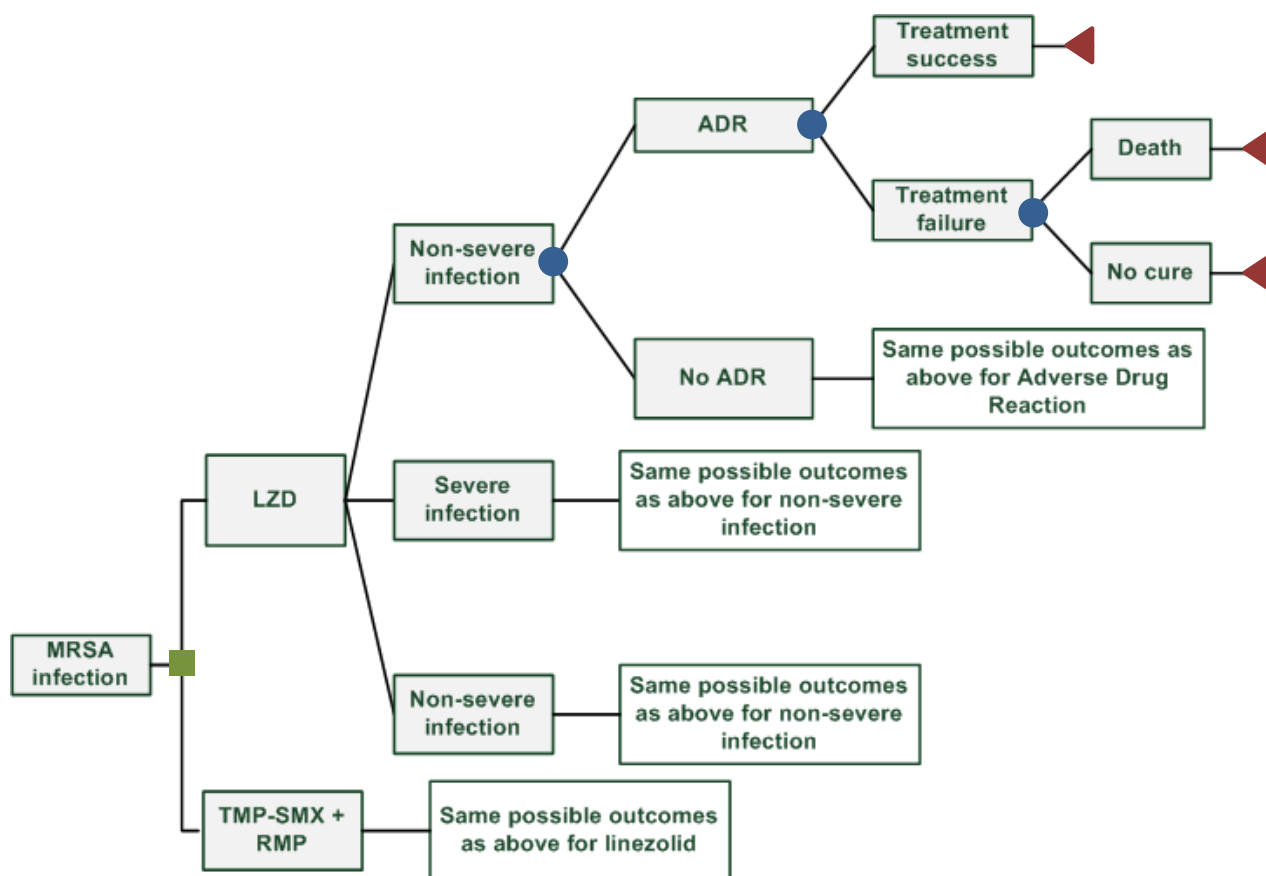 Treatment
success
ADR
Death
Treatment
failure
Non-severe
infection
No cure
No ADR
Same possible outcomes as
above for Adverse Drug
Reaction
LZD
Severe
infection
Same possible outcomes
as above for non-severe
infection
MRSA
infection
Non-severe
infection
Same possible outcomes
as above for non-severe
infection
TMP-SMX +
RMP
Same possible outcomes
as above for linezolid